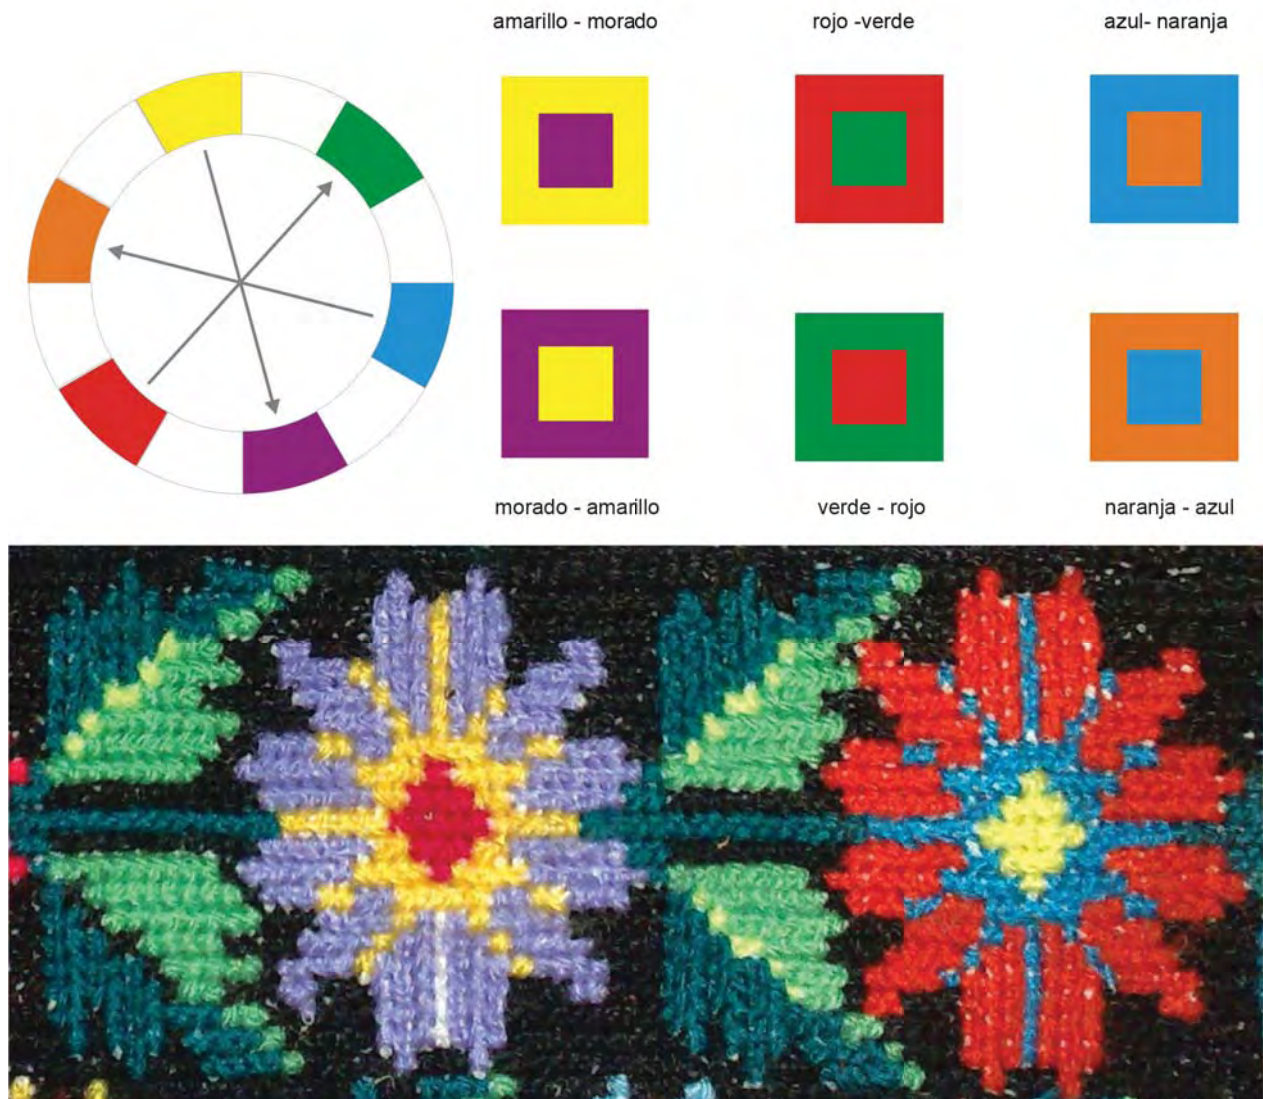 amarillo - morado
rojo -verde
azul- naranja
morado - amarillo
verde - rojo
naranja - azul